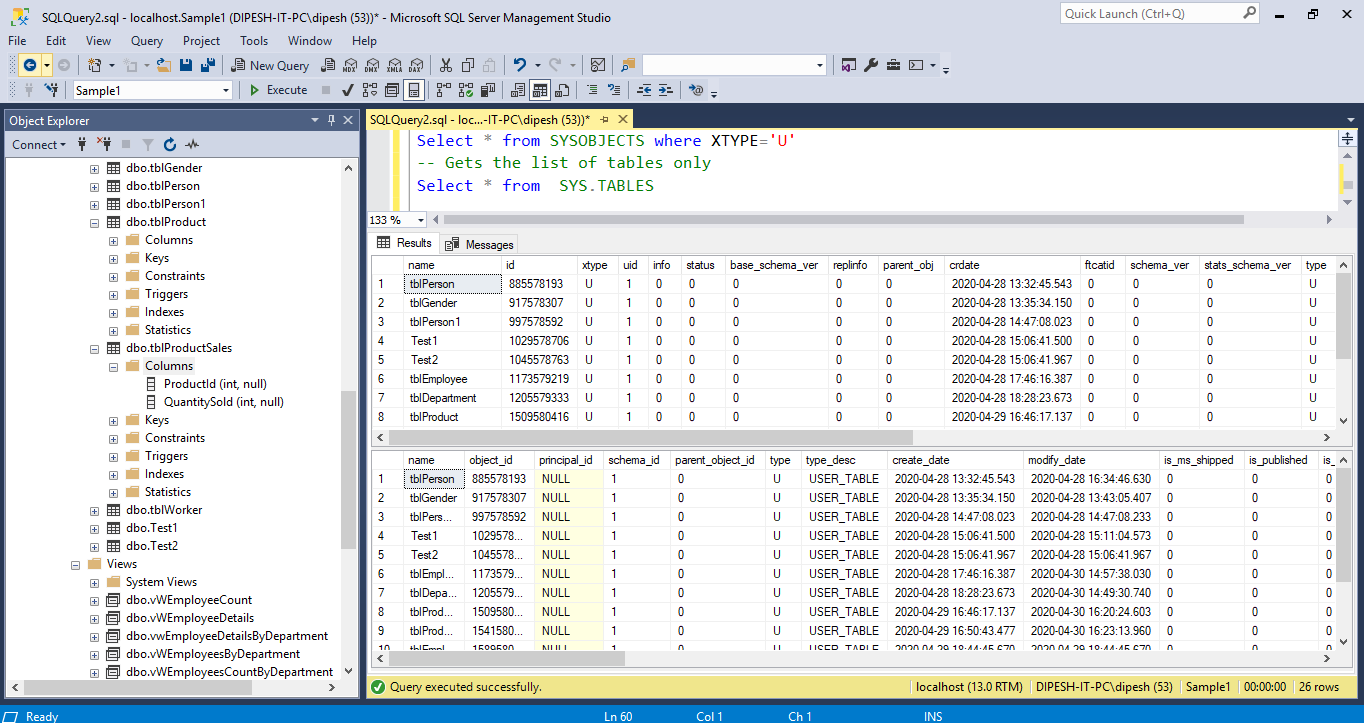 SQLQuery2.sql - localhost.Sample1 (DIPESH-IT-PC\dipesh (53))* - Microsoft SQL Server Management Studio
Quick Launch (Ctrl+Q)
File Edit View Query Project Tools Window Help
New Query MDX DMX XMLA DAX
Sample1 Execute
Object Explorer
Connect
dbo.tblGender
dbo.tblPerson
dbo.tblPerson1
dbo.tblProduct
Columns
Keys
Constraints
Triggers
Indexes
Statistics
dbo.tblProductSales
Columns
ProductId (int, null)
QuantitySold (int, null)
Keys
Constraints
Triggers
Indexes
Statistics
dbo.tblWorker
dbo.Test1
dbo.Test2
Views
System Views
dbo.vWEmployeeCount
dbo.vWEmployeeDetails
dbo.vwEmployeeDetailsByDepartment
dbo.vWEmployeesByDepartment
dbo.vWEmployeesCountByDepartment
SQLQuery2.sql - loc...-IT-PC\dipesh (53))*
Select * from SYSOBJECTS where XTYPE='U'
-- Gets the list of tables only
Select * from  SYS.TABLES
133 %
Results Messages
name id xtype uid info status base_schema_ver replinfo parent_obj crdate ftcatid schema_ver stats_schema_ver type
1 tblPerson 885578193 U 1 0 0 0 0 0 2020-04-28 13:32:45.543 0 0 0 U
2 tblGender 917578307 U 1 0 0 0 0 0 2020-04-28 13:35:34.150 0 0 0 U
3 tblPerson1 997578592 U 1 0 0 0 0 0 2020-04-28 14:47:08.023 0 0 0 U
4 Test1 1029578706 U 1 0 0 0 0 0 2020-04-28 15:06:41.500 0 0 0 U
5 Test2 1045578763 U 1 0 0 0 0 0 2020-04-28 15:06:41.967 0 0 0 U
6 tblEmployee 1173579219 U 1 0 0 0 0 0 2020-04-28 17:46:16.387 0 0 0 U
7 tblDepartment 1205579333 U 1 0 0 0 0 0 2020-04-28 18:28:23.673 0 0 0 U
8 tblProduct 1509580416 U 1 0 0 0 0 0 2020-04-29 16:46:17.137 0 0 0 U
name object_id principal_id schema_id parent_object_id type type_desc create_date modify_date is_ms_shipped is_published is_
1 tblPerson 885578193 NULL 1 0 U USER_TABLE 2020-04-28 13:32:45.543 2020-04-28 16:34:46.630 0 0 0
2 tblGender 917578307 NULL 1 0 U USER_TABLE 2020-04-28 13:35:34.150 2020-04-28 13:43:05.407 0 0 0
3 tblPers... 997578592 NULL 1 0 U USER_TABLE 2020-04-28 14:47:08.023 2020-04-28 14:47:08.233 0 0 0
4 Test1 1029578... NULL 1 0 U USER_TABLE 2020-04-28 15:06:41.500 2020-04-28 15:11:04.573 0 0 0
5 Test2 1045578... NULL 1 0 U USER_TABLE 2020-04-28 15:06:41.967 2020-04-28 15:06:41.967 0 0 0
6 tblEmpl... 1173579... NULL 1 0 U USER_TABLE 2020-04-28 17:46:16.387 2020-04-30 14:57:38.030 0 0 0
7 tblDepa... 1205579... NULL 1 0 U USER_TABLE 2020-04-28 18:28:23.673 2020-04-30 14:49:30.740 0 0 0
8 tblProd... 1509580... NULL 1 0 U USER_TABLE 2020-04-29 16:46:17.137 2020-04-30 16:20:24.603 0 0 0
9 tblProd... 1541580... NULL 1 0 U USER_TABLE 2020-04-29 16:50:43.477 2020-04-30 16:23:13.960 0 0 0
10 tblEmpl... 1589580... NULL 1 0 U USER_TABLE 2020-04-29 18:44:45.670 2020-04-29 18:44:45.670 0 0 0
Query executed successfully. localhost (13.0 RTM) DIPESH-IT-PC\dipesh (53) Sample1 00:00:00 26 rows
Ready Ln 60 Col 1 Ch 1 INS